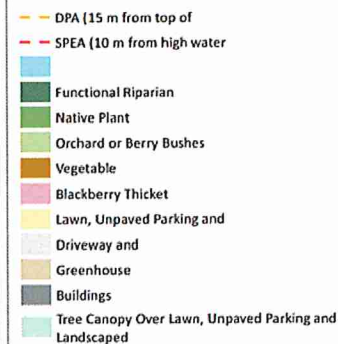 DPA (15 m from top of
SPEA (10 m from high water
Functional Riparian
Native Plant
Orchard or Berry Bushes
Vegetable
Blackberry Thicket
Lawn, Unpaved Parking and
Driveway and
Greenhouse
Buildings
Tree Canopy Over Lawn, Unpaved Parking and
Landscaped